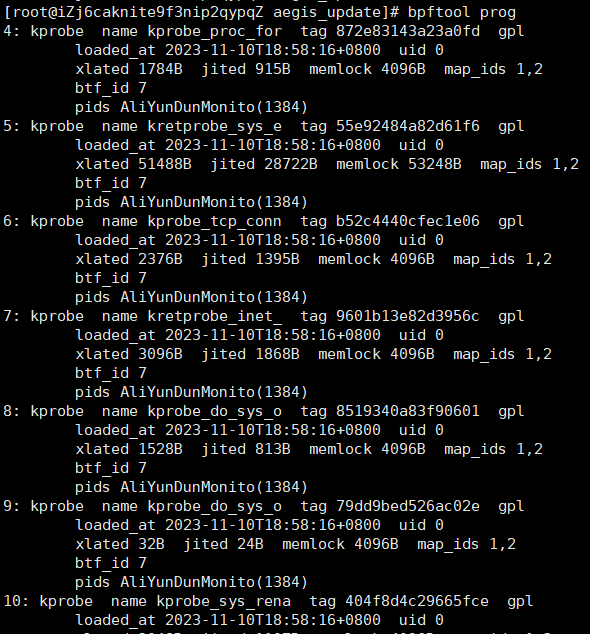 [root@iZj6caknite9f3nip2qypqZ aegis_update]# bpftool prog
4: kprobe  name kprobe_proc_for  tag 872e83143a23a0fd  gpl
        loaded_at 2023-11-10T18:58:16+0800  uid 0
        xlated 1784B  jited 915B  memlock 4096B  map_ids 1,2
        btf_id 7
        pids AliYunDunMonito(1384)
5: kprobe  name kretprobe_sys_e  tag 55e92484a82d61f6  gpl
        loaded_at 2023-11-10T18:58:16+0800  uid 0
        xlated 51488B  jited 28722B  memlock 53248B  map_ids 1,2
        btf_id 7
        pids AliYunDunMonito(1384)
6: kprobe  name kprobe_tcp_conn  tag b52c4440cfec1e06  gpl
        loaded_at 2023-11-10T18:58:16+0800  uid 0
        xlated 2376B  jited 1395B  memlock 4096B  map_ids 1,2
        btf_id 7
        pids AliYunDunMonito(1384)
7: kprobe  name kretprobe_inet_  tag 9601b13e82d3956c  gpl
        loaded_at 2023-11-10T18:58:16+0800  uid 0
        xlated 3096B  jited 1868B  memlock 4096B  map_ids 1,2
        btf_id 7
        pids AliYunDunMonito(1384)
8: kprobe  name kprobe_do_sys_o  tag 8519340a83f90601  gpl
        loaded_at 2023-11-10T18:58:16+0800  uid 0
        xlated 1528B  jited 813B  memlock 4096B  map_ids 1,2
        btf_id 7
        pids AliYunDunMonito(1384)
9: kprobe  name kprobe_do_sys_o  tag 79dd9bed526ac02e  gpl
        loaded_at 2023-11-10T18:58:16+0800  uid 0
        xlated 32B  jited 24B  memlock 4096B  map_ids 1,2
        btf_id 7
        pids AliYunDunMonito(1384)
10: kprobe  name kprobe_sys_rena  tag 404f8d4c29665fce  gpl
        loaded_at 2023-11-10T18:58:16+0800  uid 0